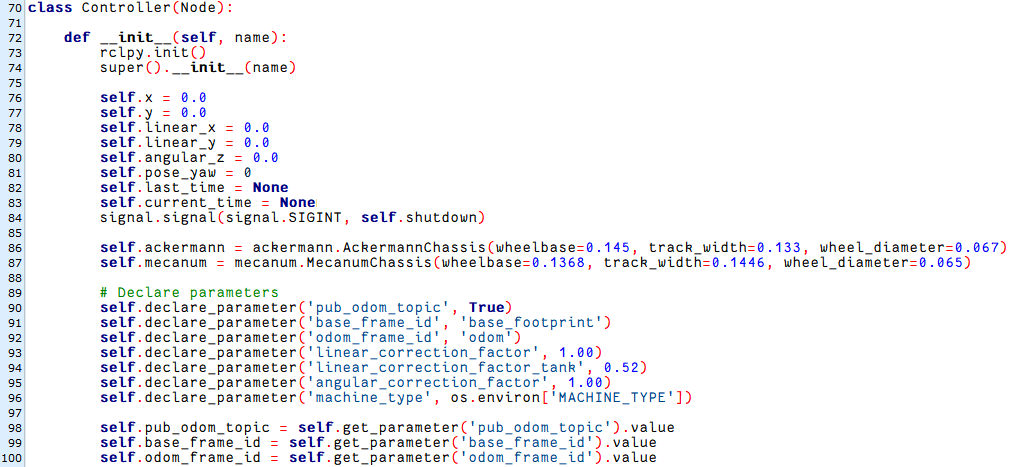 70 class Controller(Node):
71
72     def __init__(self, name):
73         rclpy.init()
74         super().__init__(name)
75
76         self.x = 0.0
77         self.y = 0.0
78         self.linear_x = 0.0
79         self.linear_y = 0.0
80         self.angular_z = 0.0
81         self.pose_yaw = 0
82         self.last_time = None
83         self.current_time = None
84         signal.signal(signal.SIGINT, self.shutdown)
85
86         self.ackermann = ackermann.AckermannChassis(wheelbase=0.145, track_width=0.133, wheel_diameter=0.067)
87         self.mecanum = mecanum.MecanumChassis(wheelbase=0.1368, track_width=0.1446, wheel_diameter=0.065)
88
89         # Declare parameters
90         self.declare_parameter('pub_odom_topic', True)
91         self.declare_parameter('base_frame_id', 'base_footprint')
92         self.declare_parameter('odom_frame_id', 'odom')
93         self.declare_parameter('linear_correction_factor', 1.00)
94         self.declare_parameter('linear_correction_factor_tank', 0.52)
95         self.declare_parameter('angular_correction_factor', 1.00)
96         self.declare_parameter('machine_type', os.environ['MACHINE_TYPE'])
97
98         self.pub_odom_topic = self.get_parameter('pub_odom_topic').value
99         self.base_frame_id = self.get_parameter('base_frame_id').value
100         self.odom_frame_id = self.get_parameter('odom_frame_id').value